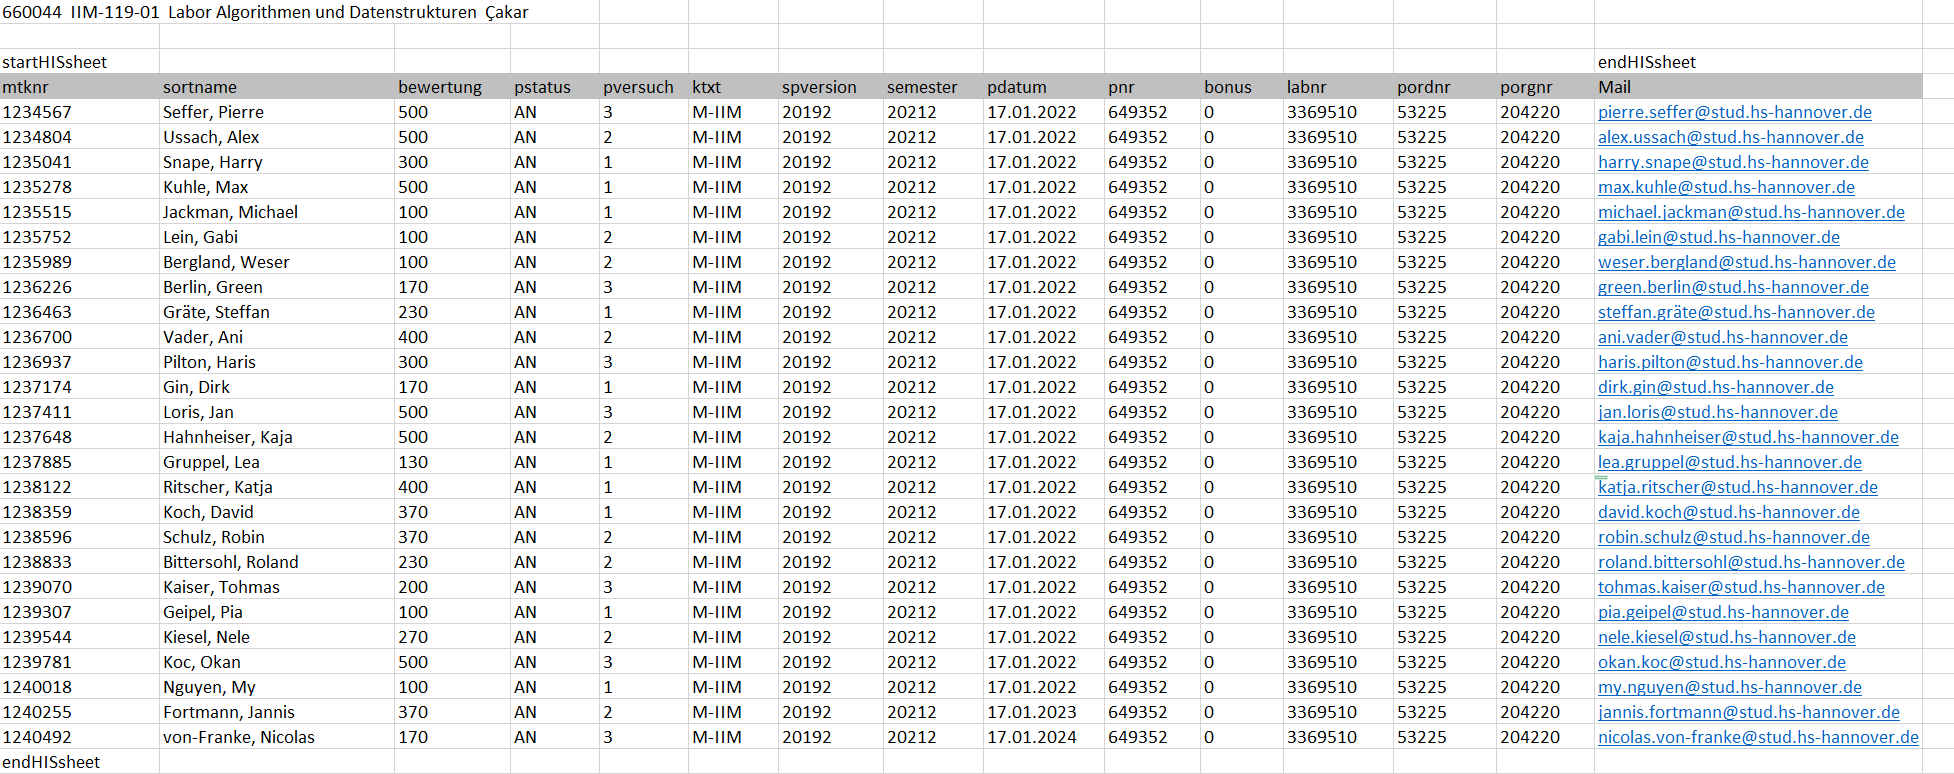 660044 IIM-119-01 Labor Algorithmen und Datenstrukturen Çakar
startHISsheet endHISsheet
mtknr sortname bewertung pstatus pversuch ktxt spversion semester pdatum pnr bonus labnr pordnr porgnr Mail
1234567 Seffer, Pierre 500 AN 3 M-IIM 20192 20212 17.01.2022 649352 0 3369510 53225 204220 pierre.seffer@stud.hs-hannover.de
1234804 Ussach, Alex 500 AN 2 M-IIM 20192 20212 17.01.2022 649352 0 3369510 53225 204220 alex.ussach@stud.hs-hannover.de
1235041 Snape, Harry 300 AN 1 M-IIM 20192 20212 17.01.2022 649352 0 3369510 53225 204220 harry.snape@stud.hs-hannover.de
1235278 Kuhle, Max 500 AN 1 M-IIM 20192 20212 17.01.2022 649352 0 3369510 53225 204220 max.kuhle@stud.hs-hannover.de
1235515 Jackman, Michael 100 AN 1 M-IIM 20192 20212 17.01.2022 649352 0 3369510 53225 204220 michael.jackman@stud.hs-hannover.de
1235752 Lein, Gabi 100 AN 2 M-IIM 20192 20212 17.01.2022 649352 0 3369510 53225 204220 gabi.lein@stud.hs-hannover.de
1235989 Bergland, Weser 100 AN 2 M-IIM 20192 20212 17.01.2022 649352 0 3369510 53225 204220 weser.bergland@stud.hs-hannover.de
1236226 Berlin, Green 170 AN 3 M-IIM 20192 20212 17.01.2022 649352 0 3369510 53225 204220 green.berlin@stud.hs-hannover.de
1236463 Gräte, Steffan 230 AN 1 M-IIM 20192 20212 17.01.2022 649352 0 3369510 53225 204220 steffan.gräte@stud.hs-hannover.de
1236700 Vader, Ani 400 AN 2 M-IIM 20192 20212 17.01.2022 649352 0 3369510 53225 204220 ani.vader@stud.hs-hannover.de
1236937 Pilton, Haris 300 AN 3 M-IIM 20192 20212 17.01.2022 649352 0 3369510 53225 204220 haris.pilton@stud.hs-hannover.de
1237174 Gin, Dirk 170 AN 1 M-IIM 20192 20212 17.01.2022 649352 0 3369510 53225 204220 dirk.gin@stud.hs-hannover.de
1237411 Loris, Jan 500 AN 3 M-IIM 20192 20212 17.01.2022 649352 0 3369510 53225 204220 jan.loris@stud.hs-hannover.de
1237648 Hahnheiser, Kaja 500 AN 2 M-IIM 20192 20212 17.01.2022 649352 0 3369510 53225 204220 kaja.hahnheiser@stud.hs-hannover.de
1237885 Gruppel, Lea 130 AN 1 M-IIM 20192 20212 17.01.2022 649352 0 3369510 53225 204220 lea.gruppel@stud.hs-hannover.de
1238122 Ritscher, Katja 400 AN 1 M-IIM 20192 20212 17.01.2022 649352 0 3369510 53225 204220 katja.ritscher@stud.hs-hannover.de
1238359 Koch, David 370 AN 1 M-IIM 20192 20212 17.01.2022 649352 0 3369510 53225 204220 david.koch@stud.hs-hannover.de
1238596 Schulz, Robin 370 AN 2 M-IIM 20192 20212 17.01.2022 649352 0 3369510 53225 204220 robin.schulz@stud.hs-hannover.de
1238833 Bittersohl, Roland 230 AN 2 M-IIM 20192 20212 17.01.2022 649352 0 3369510 53225 204220 roland.bittersohl@stud.hs-hannover.de
1239070 Kaiser, Tohmas 200 AN 3 M-IIM 20192 20212 17.01.2022 649352 0 3369510 53225 204220 tohmas.kaiser@stud.hs-hannover.de
1239307 Geipel, Pia 100 AN 1 M-IIM 20192 20212 17.01.2022 649352 0 3369510 53225 204220 pia.geipel@stud.hs-hannover.de
1239544 Kiesel, Nele 270 AN 2 M-IIM 20192 20212 17.01.2022 649352 0 3369510 53225 204220 nele.kiesel@stud.hs-hannover.de
1239781 Koc, Okan 500 AN 3 M-IIM 20192 20212 17.01.2022 649352 0 3369510 53225 204220 okan.koc@stud.hs-hannover.de
1240018 Nguyen, My 100 AN 1 M-IIM 20192 20212 17.01.2022 649352 0 3369510 53225 204220 my.nguyen@stud.hs-hannover.de
1240255 Fortmann, Jannis 370 AN 2 M-IIM 20192 20212 17.01.2023 649352 0 3369510 53225 204220 jannis.fortmann@stud.hs-hannover.de
1240492 von-Franke, Nicolas 170 AN 3 M-IIM 20192 20212 17.01.2024 649352 0 3369510 53225 204220 nicolas.von-franke@stud.hs-hannover.de
endHISsheet